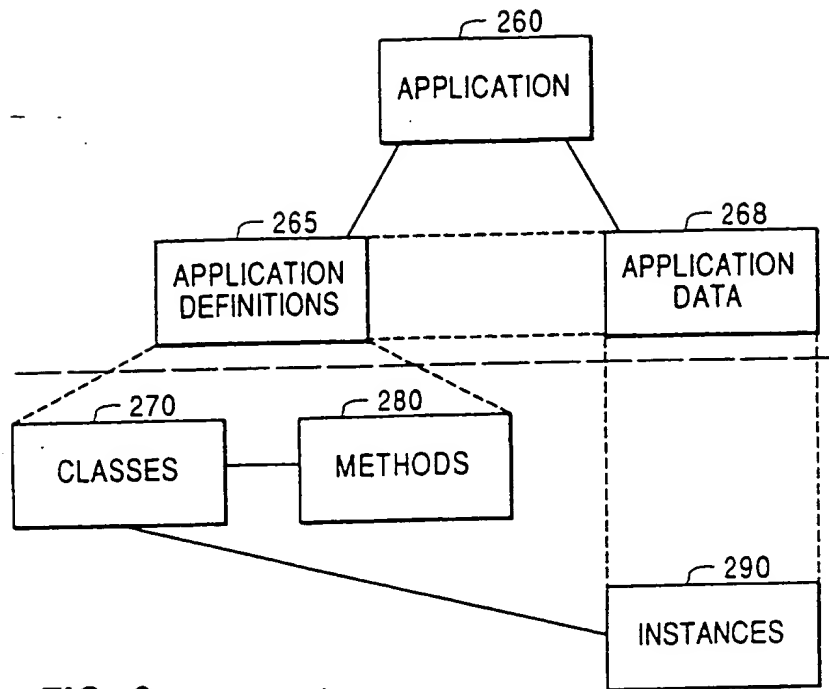 260
APPLICATION
265
268
APPLICATION
DEFINITIONS
APPLICATION
DATA
270
280
CLASSES
METHODS
290
INSTANCES